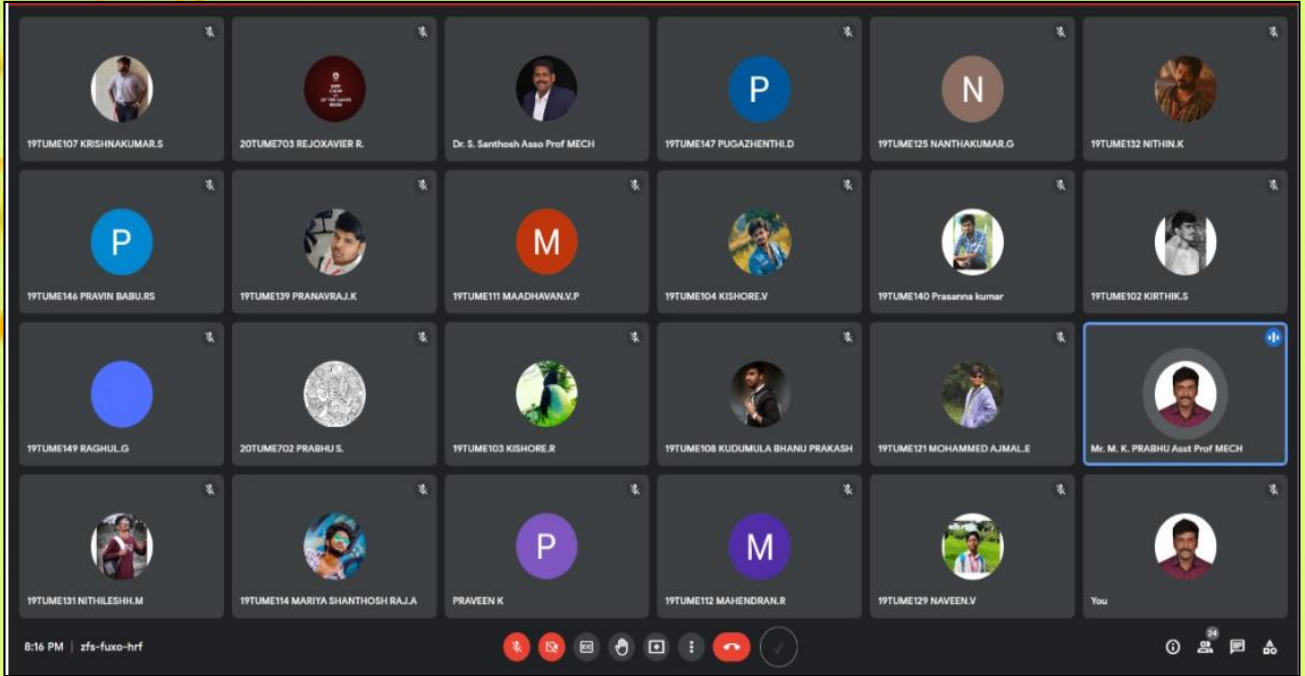 19TUME107 KRISHNAKUMAR.S
20TUME703 REJOXAVIER R.
Dr. S. Santhosh Asso Prof MECH
P
19TUME147 PUGAZHENTHI.D
N
19TUME125 NANTHAKUMAR.G
19TUME132 NITHIN.K
P
19TUME146 PRAVIN BABU.RS
19TUME139 PRANAVRAJ.K
M
19TUME111 MAADHAVAN.V.P
19TUME104 KISHORE.V
19TUME140 Prasanna kumar
19TUME102 KIRTHIK.S
19TUME149 RAGHUL.G
20TUME702 PRABHU S.
19TUME103 KISHORE.R
19TUME108 KUDUMULA BHANU PRAKASH
19TUME121 MOHAMMED AJMAL.E
Mr. M. K. PRABHU Asst Prof MECH
19TUME131 NITHILESHH.M
19TUME114 MARIYA SHANTHOSH RAJ.A
P
PRAVEEN K
M
19TUME112 MAHENDRAN.R
19TUME129 NAVEEN.V
You
8:16 PM | zfs-fuxo-hrf
24